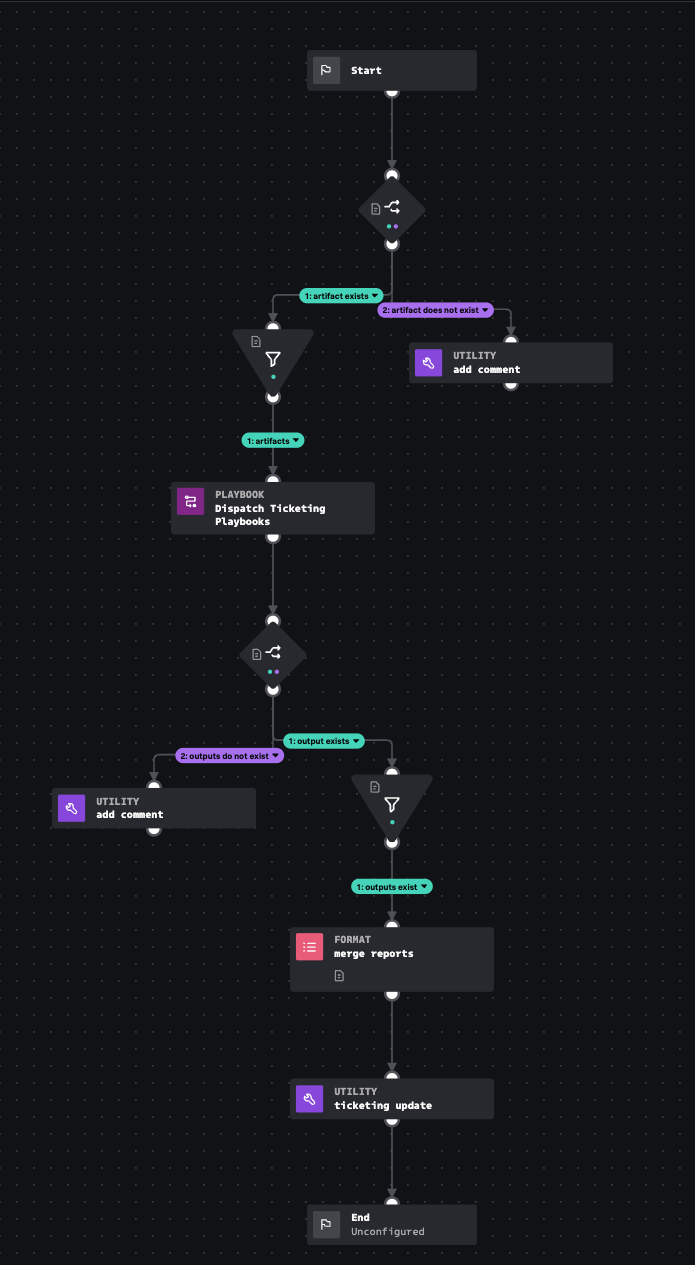 Start
1: artifact exists
2: artifact does not exist
UTILITY
add comment
1: artifacts
PLAYBOOK
Dispatch Ticketing
Playbooks
1: output exists
2: outputs do not exist
UTILITY
add comment
1: outputs exist
FORMAT
merge reports
UTILITY
ticketing update
End
Unconfigured